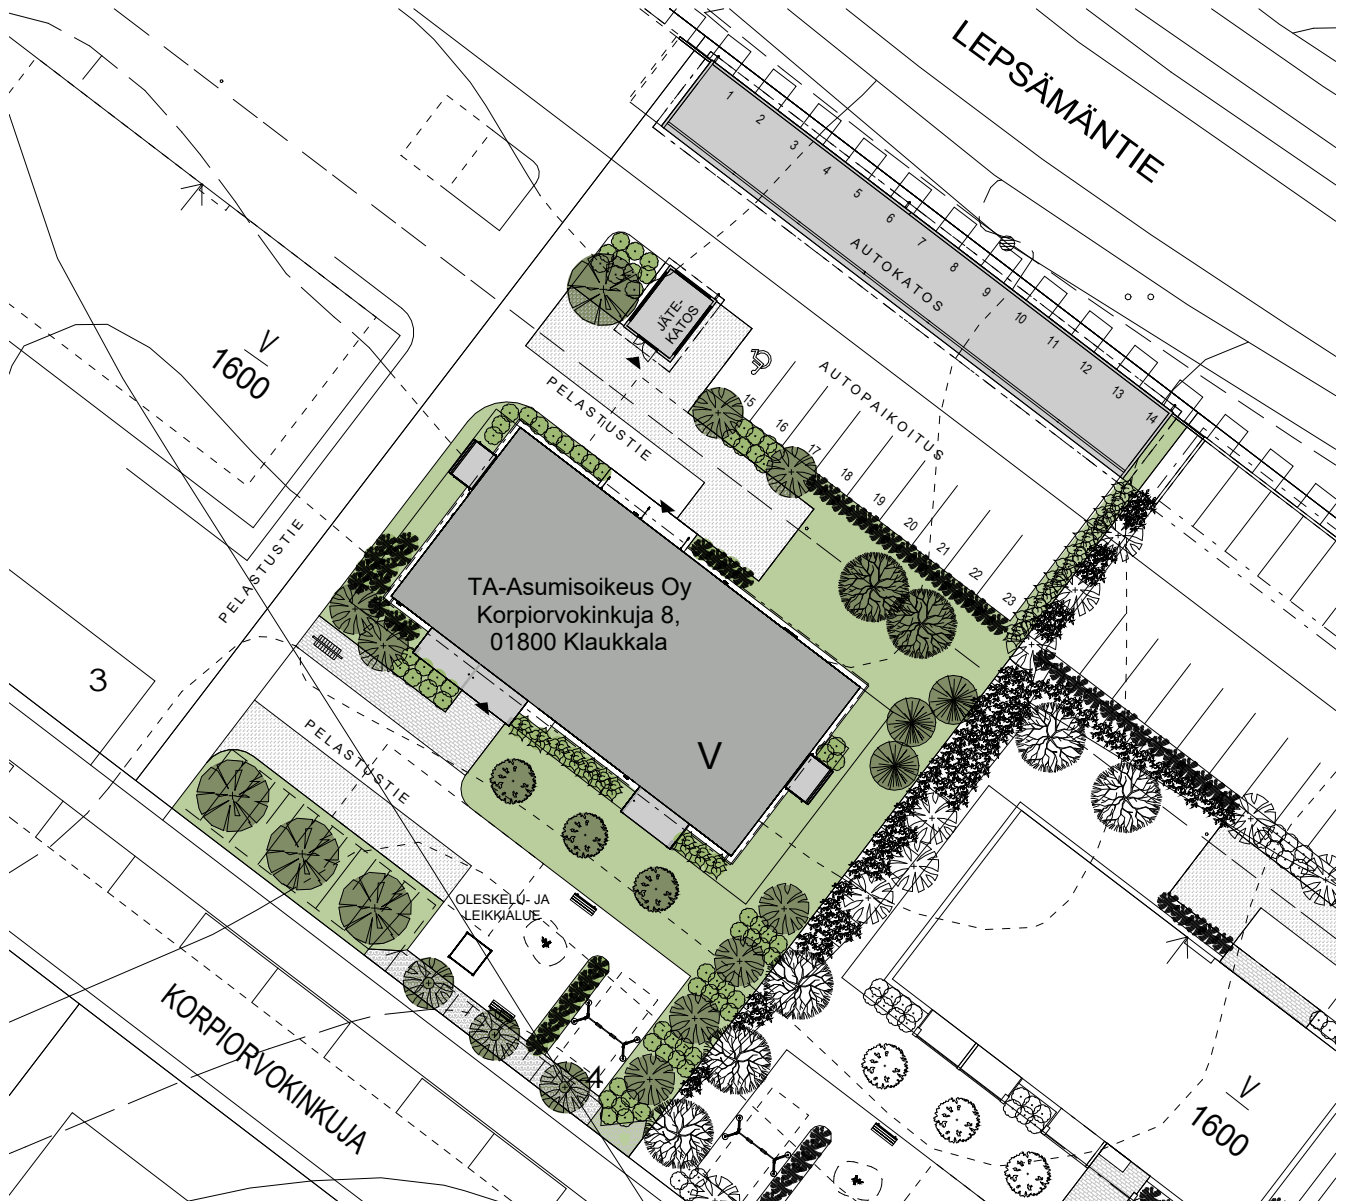 LEPSÄMÄNTIE
1
2
3
4
5
6
7
8
9
10
11
12
13
14
AUTOKATOS
JÄTE-
KATOS
V
1600
AUTOPAIKOITUS
15
16
17
18
19
20
21
22
23
PELASTUSTIE
PELASTUSTIE
TA-Asumisoikeus Oy
Korpiorvokinkuja 8,
01800 Klaukkala
3
V
PELASTUSTIE
OLESKELU- JA
LEIKKIALUE
KORPIORVOKINKUJA
4
V
1600